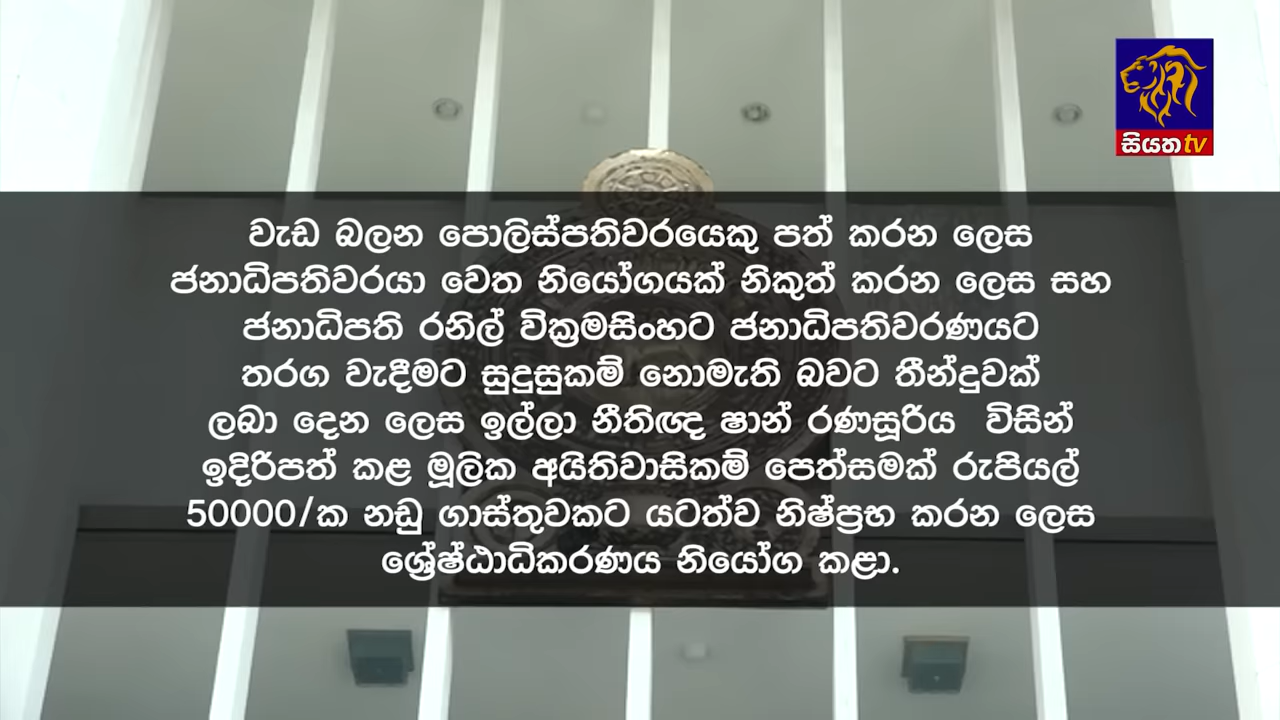 සියත tv
වැඩ බලන පොලිස්පතිවරයෙකු පත් කරන ලෙස
ජනාධිපතිවරයා වෙත නියෝගයක් නිකුත් කරන ලෙස සහ
ජනාධිපති රනිල් වික්‍රමසිංහට ජනාධිපතිවරණයට
තරග වැදීමට සුදුසුකම් නොමැති බවට තීන්දුවක්
ලබා දෙන ලෙස ඉල්ලා නීතිඥ ෂාන් රණසූරිය විසින්
ඉදිරිපත් කළ මූලික අයිතිවාසිකම් පෙත්සමක් රුපියල්
50000/ක නඩු ගාස්තුවකට යටත්ව නිෂ්ප්‍රභ කරන ලෙස
ශ්‍රේෂ්ඨාධිකරණය නියෝග කළා.